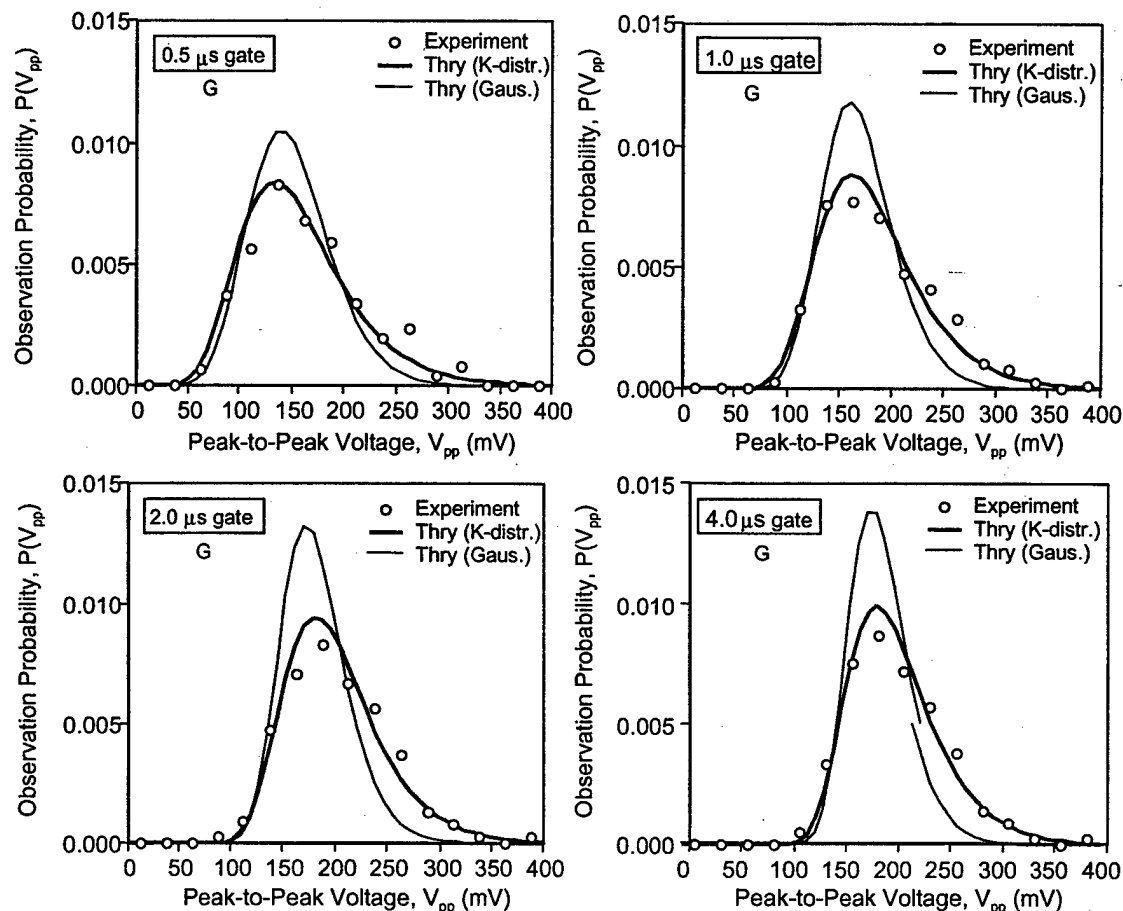 0.015
0.010
0.005
0.000
Observation Probability, P(Vpp)
0.5 μs gate
G
Experiment
Thry (K-distr.)
Thry (Gaus.)
0 50 100 150 200 250 300 350 400
Peak-to-Peak Voltage, Vpp (mV)
0.015
0.010
0.005
0.000
Observation Probability, P(Vpp)
1.0 μs gate
G
Experiment
Thry (K-distr.)
Thry (Gaus.)
0 50 100 150 200 250 300 350 400
Peak-to-Peak Voltage, Vpp (mV)
0.015
0.010
0.005
0.000
Observation Probability, P(Vpp)
2.0 μs gate
G
Experiment
Thry (K-distr.)
Thry (Gaus.)
0 50 100 150 200 250 300 350 400
Peak-to-Peak Voltage, Vpp (mV)
0.015
0.010
0.005
0.000
Observation Probability, P(Vpp)
4.0 μs gate
G
Experiment
Thry (K-distr.)
Thry (Gaus.)
0 50 100 150 200 250 300 350 400
Peak-to-Peak Voltage, Vpp (mV)